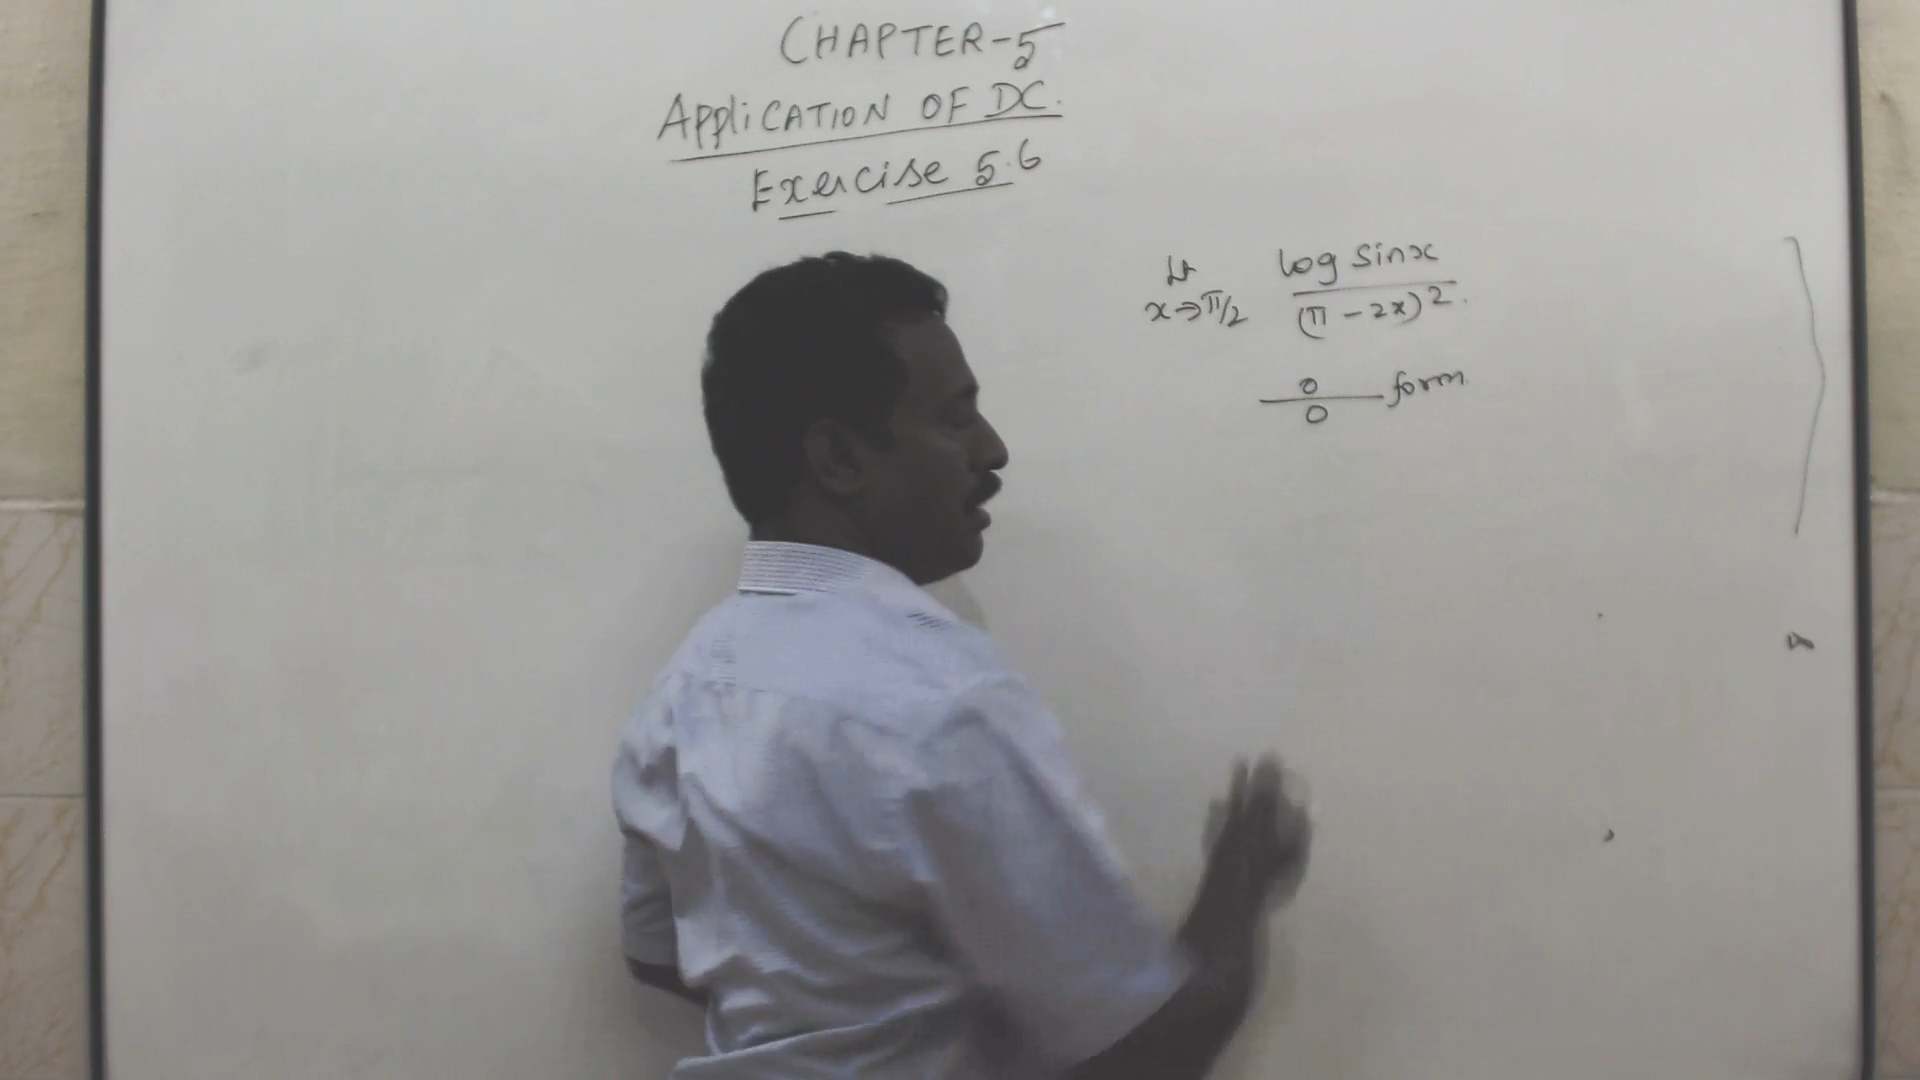 CHAPTER-5
APPliCATION OF DC.
Exercise 5.6
Lt x→π/2 log sinx / (π - 2x)².
0/0 form